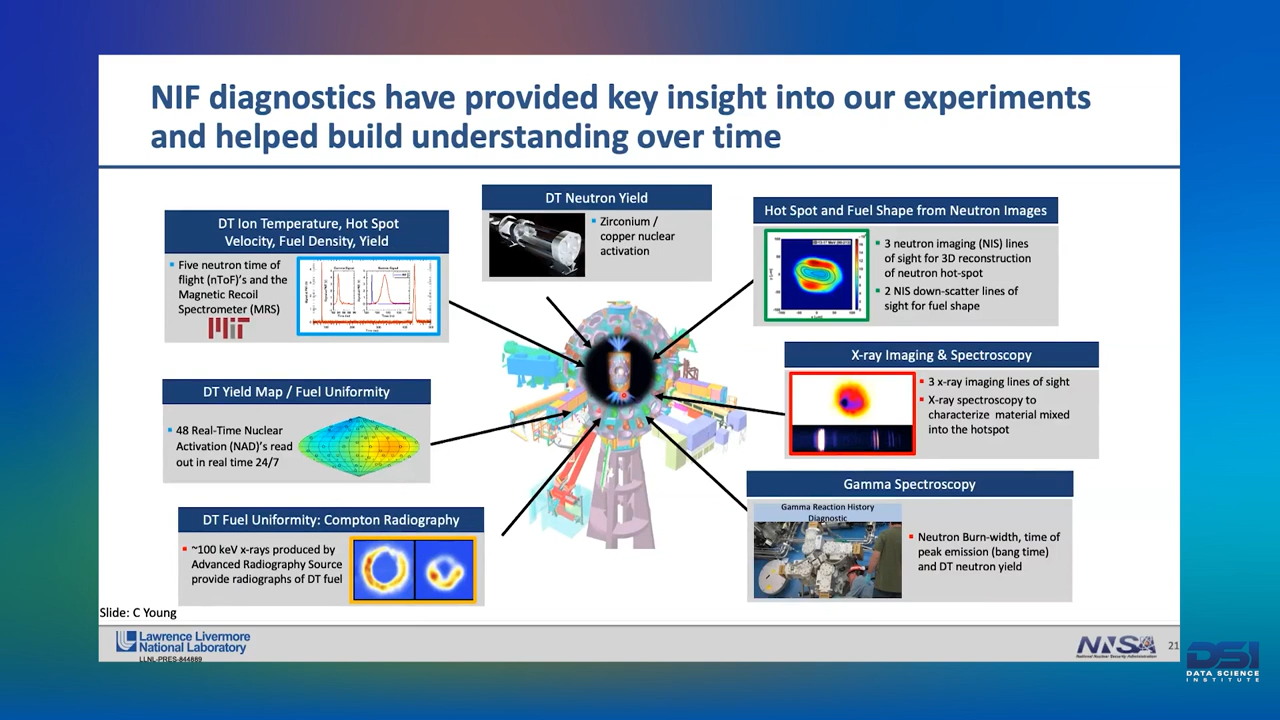 NIF diagnostics have provided key insight into our experiments
and helped build understanding over time
DT Ion Temperature, Hot Spot
Velocity, Fuel Density, Yield
Five neutron time of
flight (nToF)'s and the
Magnetic Recoil
Spectrometer (MRS)
MIT
DT Neutron Yield
Zirconium /
copper nuclear
activation
Hot Spot and Fuel Shape from Neutron Images
3 neutron imaging (NIS) lines
of sight for 3D reconstruction
of neutron hot-spot
2 NIS down-scatter lines of
sight for fuel shape
DT Yield Map / Fuel Uniformity
48 Real-Time Nuclear
Activation (NAD)'s read
out in real time 24/7
X-ray Imaging & Spectroscopy
3 x-ray imaging lines of sight
X-ray spectroscopy to
characterize material mixed
into the hotspot
DT Fuel Uniformity: Compton Radiography
~100 keV x-rays produced by
Advanced Radiography Source
provide radiographs of DT fuel
Gamma Spectroscopy
Gamma Reaction History
Diagnostic
Neutron Burn-width, time of
peak emission (bang time)
and DT neutron yield
Slide: C Young
Lawrence Livermore
National Laboratory
LLNL-PRES-844889
NNSA
National Nuclear Security Administration
21
DSI
DATA SCIENCE
INSTITUTE